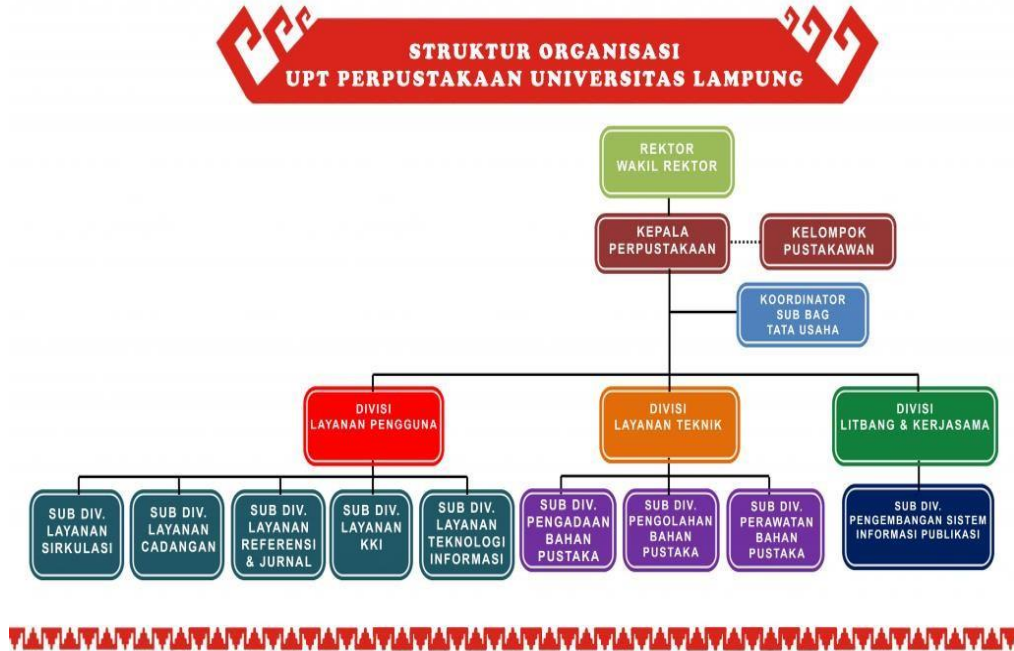 STRUKTUR ORGANISASI
UPT PERPUSTAKAAN UNIVERSITAS LAMPUNG
REKTOR
WAKIL REKTOR
KEPALA
PERPUSTAKAAN
KELOMPOK
PUSTAKAWAN
KOORDINATOR
SUB BAG
TATA USAHA
DIVISI
LAYANAN PENGGUNA
DIVISI
LAYANAN TEKNIK
DIVISI
LITBANG & KERJASAMA
SUB DIV.
LAYANAN
SIRKULASI
SUB DIV.
LAYANAN
CADANGAN
SUB DIV.
LAYANAN
REFERENSI
& JURNAL
SUB DIV.
LAYANAN
KKI
SUB DIV.
LAYANAN
TEKNOLOGI
INFORMASI
SUB DIV.
PENGADAAN
BAHAN
PUSTAKA
SUB DIV.
PENGOLAHAN
BAHAN
PUSTAKA
SUB DIV.
PERAWATAN
BAHAN
PUSTAKA
SUB DIV.
PENGEMBANGAN SISTEM
INFORMASI PUBLIKASI